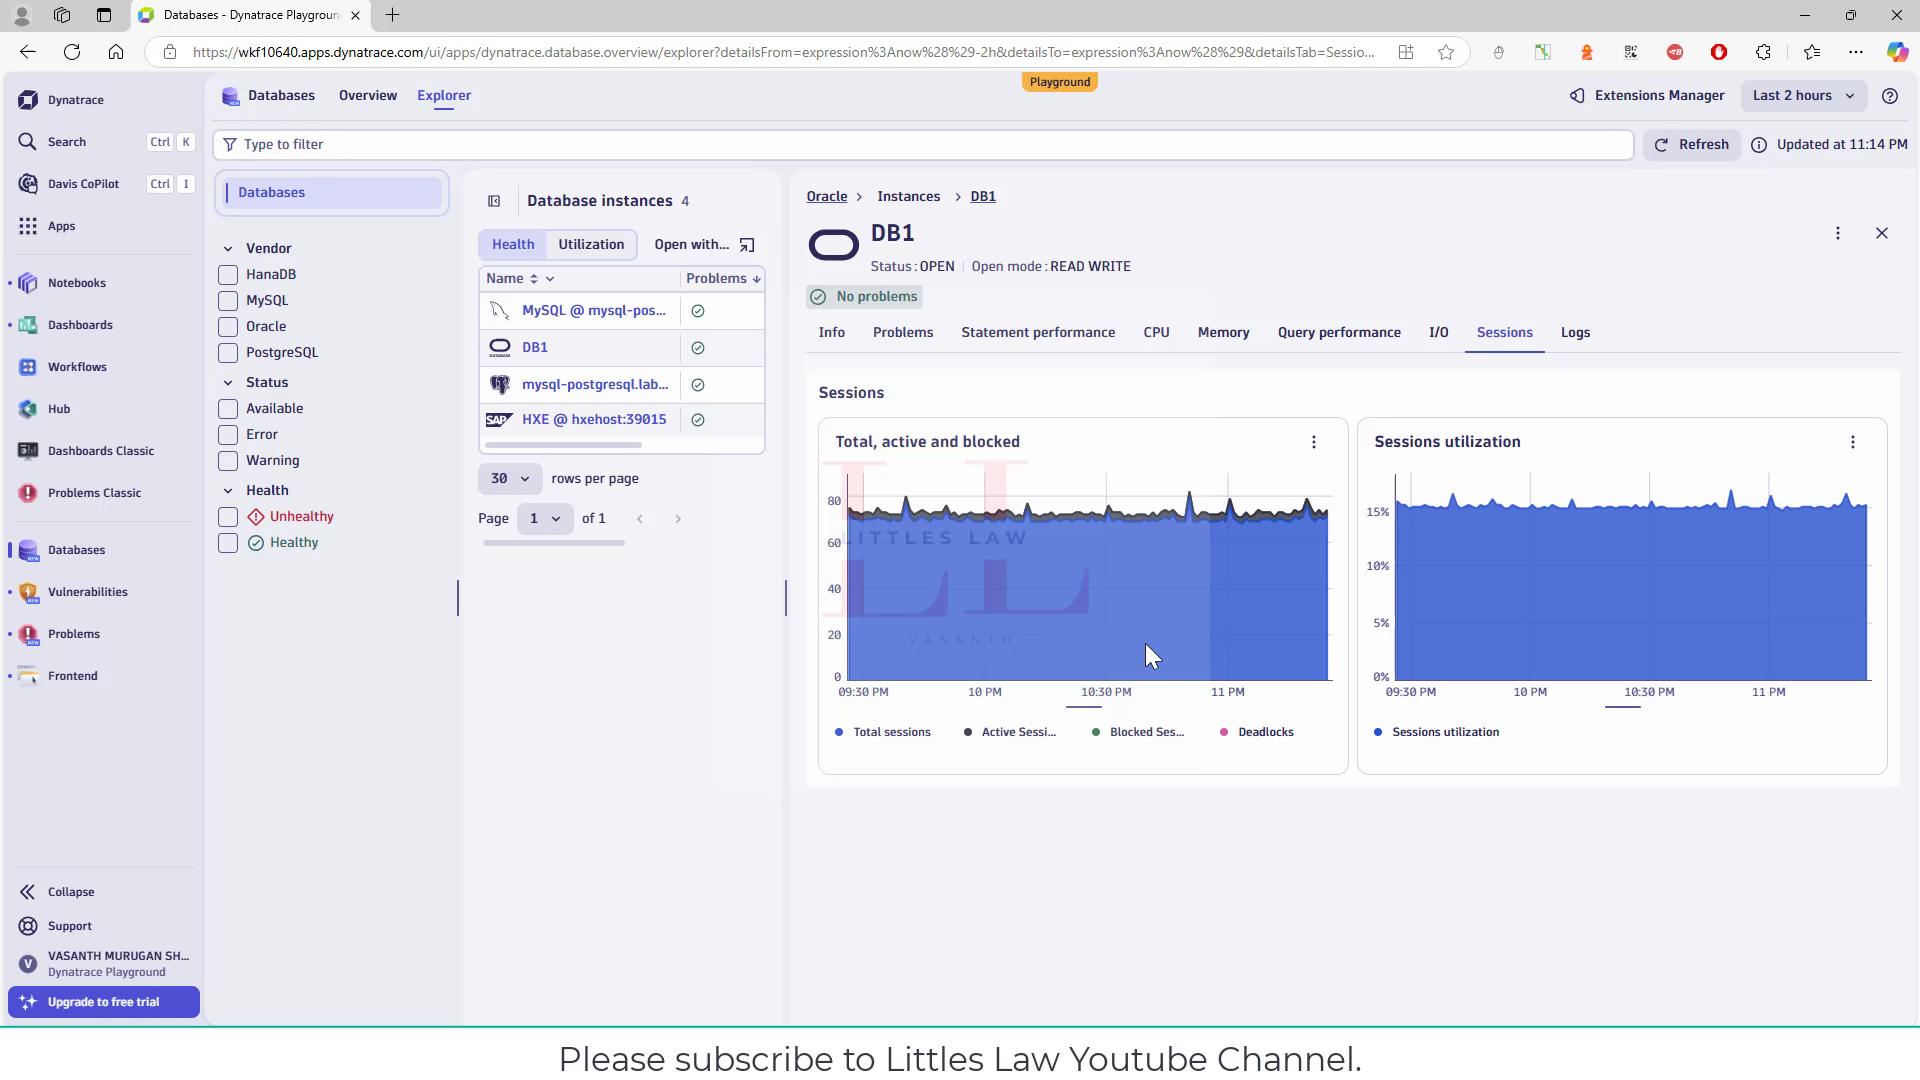 Databases - Dynatrace Playground
https://wkf10640.apps.dynatrace.com/ui/apps/dynatrace.database.overview/explorer?detailsFrom=expression%3Anow%28%29-2h&detailsTo=expression%3Anow%28%29&detailsTab=Sessio...
Playground
Dynatrace
Search Ctrl K
Davis CoPilot Ctrl I
Apps
Notebooks
Dashboards
Workflows
Hub
Dashboards Classic
Problems Classic
Databases
NEW
Vulnerabilities
NEW
Problems
NEW
Frontend
Collapse
Support
V
VASANTH MURUGAN SH...
Dynatrace Playground
Upgrade to free trial
Databases Overview Explorer
Extensions Manager
Last 2 hours
Type to filter
Refresh
Updated at 11:14 PM
Databases
Vendor
HanaDB
MySQL
Oracle
PostgreSQL
Status
Available
Error
Warning
Health
Unhealthy
Healthy
Database instances 4
Health Utilization Open with...
Name Problems
MySQL @ mysql-pos...
DB1
mysql-postgresql.lab...
SAP HXE @ hxehost:39015
30 rows per page
Page 1 of 1
Oracle > Instances > DB1
DB1
Status: OPEN | Open mode: READ WRITE
No problems
Info Problems Statement performance CPU Memory Query performance I/O Sessions Logs
Sessions
Total, active and blocked
80
60
40
20
0
09:30 PM 10 PM 10:30 PM 11 PM
Total sessions Active Sessi... Blocked Ses... Deadlocks
LL
LITTLES LAW
LL
VASANTH
Sessions utilization
15%
10%
5%
0%
09:30 PM 10 PM 10:30 PM 11 PM
Sessions utilization
Please subscribe to Littles Law Youtube Channel.